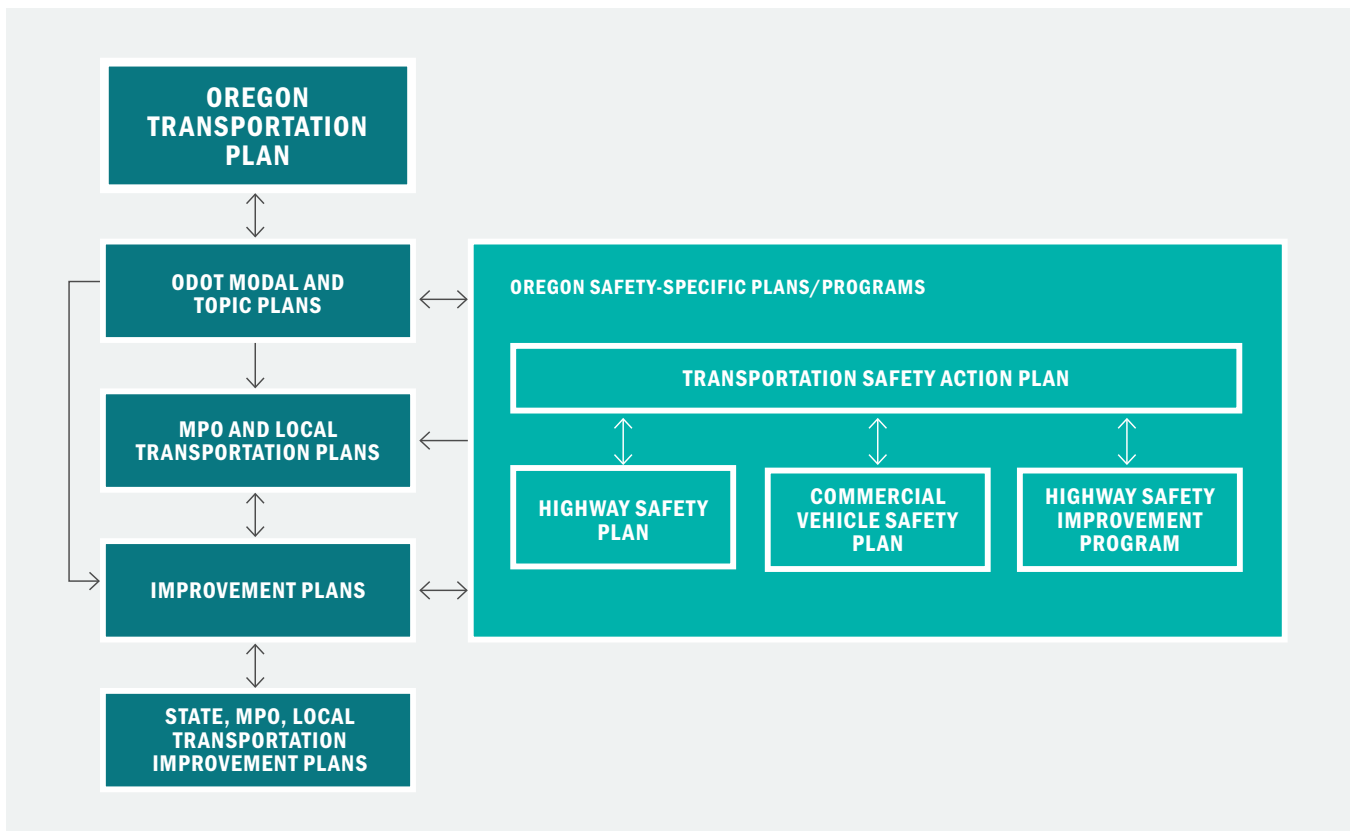 OREGON
TRANSPORTATION
PLAN
ODOT MODAL AND
TOPIC PLANS
MPO AND LOCAL
TRANSPORTATION PLANS
IMPROVEMENT PLANS
STATE, MPO, LOCAL
TRANSPORTATION
IMPROVEMENT PLANS
OREGON SAFETY-SPECIFIC PLANS/PROGRAMS
TRANSPORTATION SAFETY ACTION PLAN
HIGHWAY SAFETY
PLAN
COMMERCIAL
VEHICLE SAFETY
PLAN
HIGHWAY SAFETY
IMPROVEMENT
PROGRAM